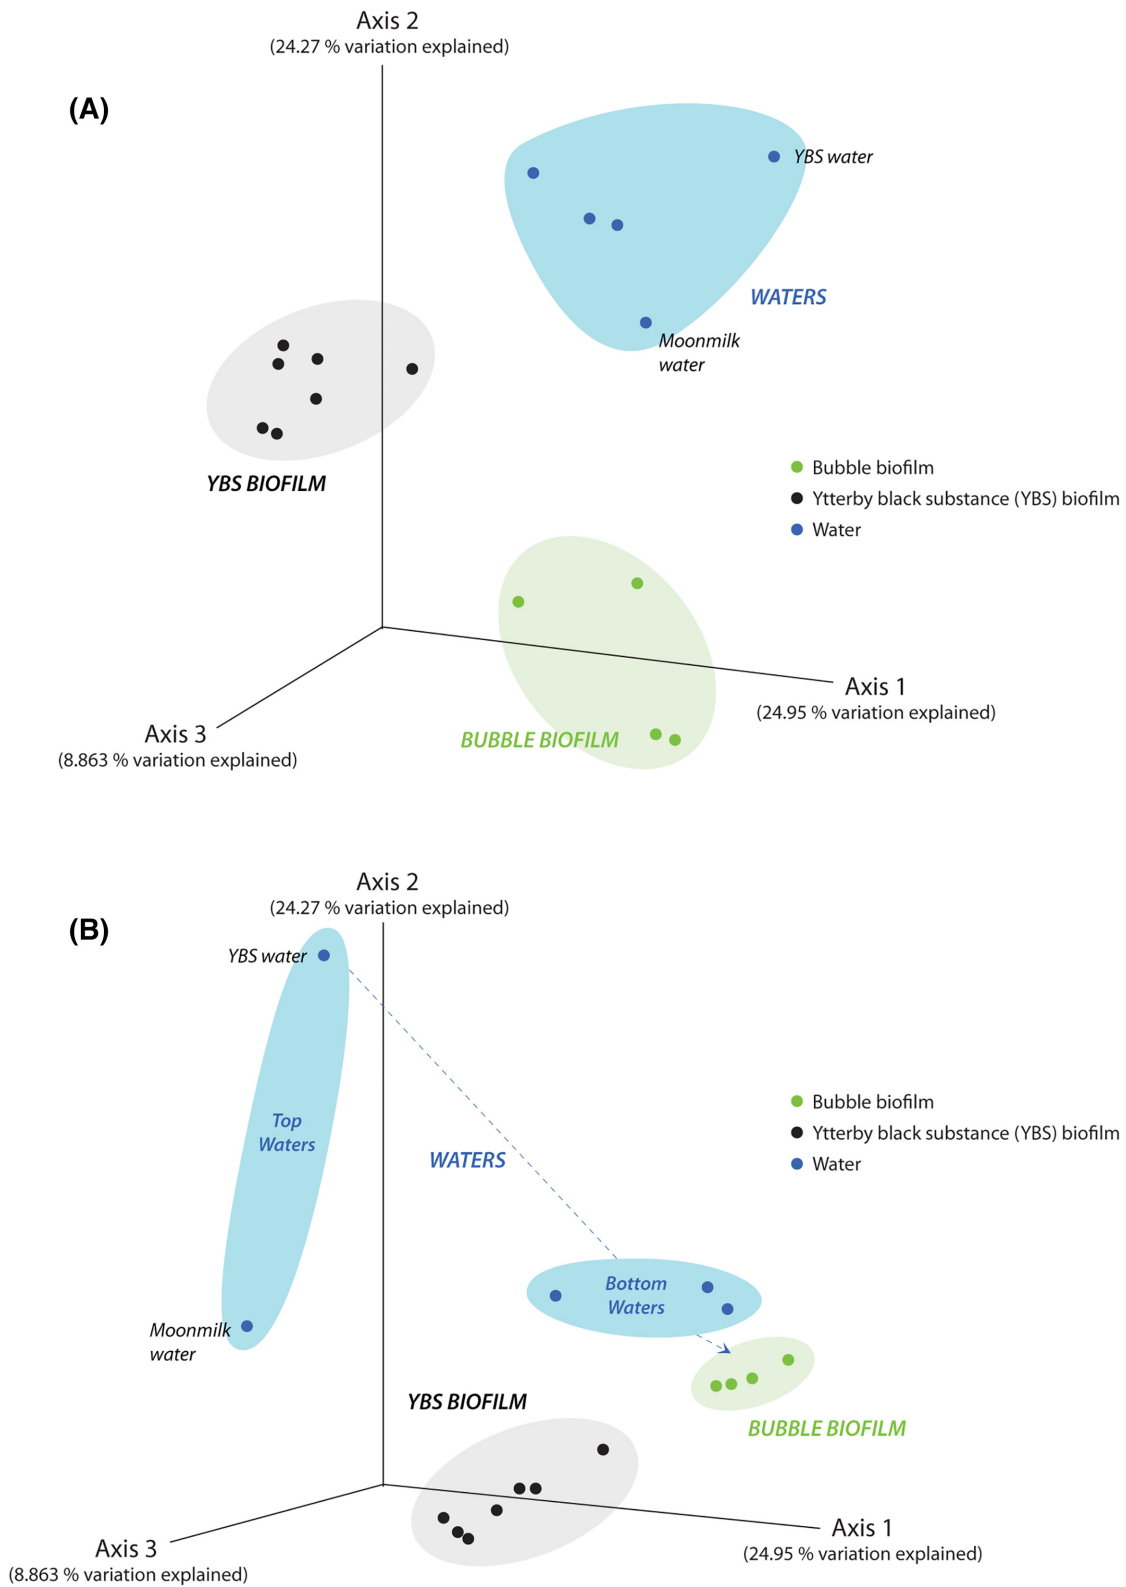 Axis 2
(24.27 % variation explained)
(A)
YBS water
WATERS
Moonmilk
water
Bubble biofilm
YBS BIOFILM
Ytterby black substance (YBS) biofilm
Water
Axis 1
(24.95 % variation explained)
Axis 3
BUBBLE BIOFILM
(8.863 % variation explained)
Axis 2
(24.27 % variation explained)
(B)
YBS water
Bubble biofilm
Top
Waters
Ytterby black substance (YBS) biofilm
WATERS
Water
Bottom
Waters
Moonmilk
water
YBS BIOFILM
BUBBLE BIOFILM
Axis 1
(24.95 % variation explained)
Axis 3
(8.863 % variation explained)